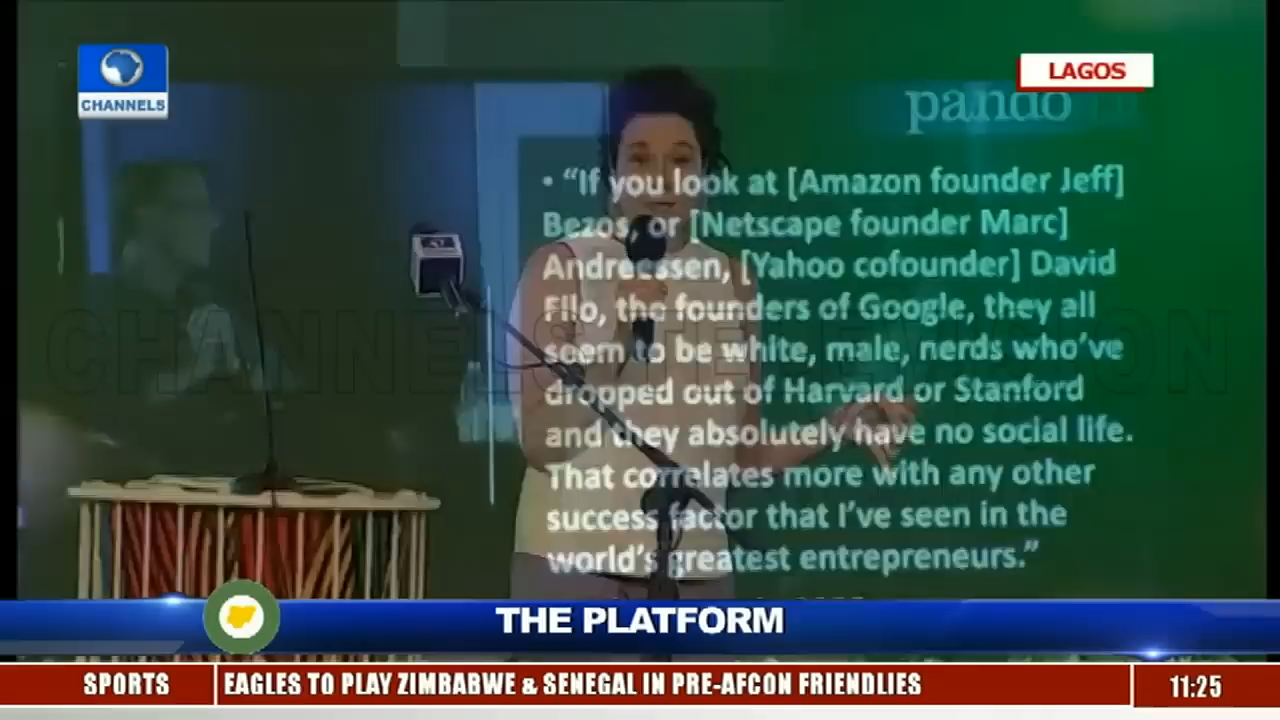 CHANNELS
LAGOS
pando
• “If you look at [Amazon founder Jeff]
Bezos, or [Netscape founder Marc]
Andreessen, [Yahoo cofounder] David
Filo, the founders of Google, they all
seem to be white, male, nerds who’ve
dropped out of Harvard or Stanford
and they absolutely have no social life.
That correlates more with any other
success factor that I’ve seen in the
world’s greatest entrepreneurs.”
CHANNELS TELEVISION
THE PLATFORM
SPORTS
EAGLES TO PLAY ZIMBABWE & SENEGAL IN PRE-AFCON FRIENDLIES
11:25